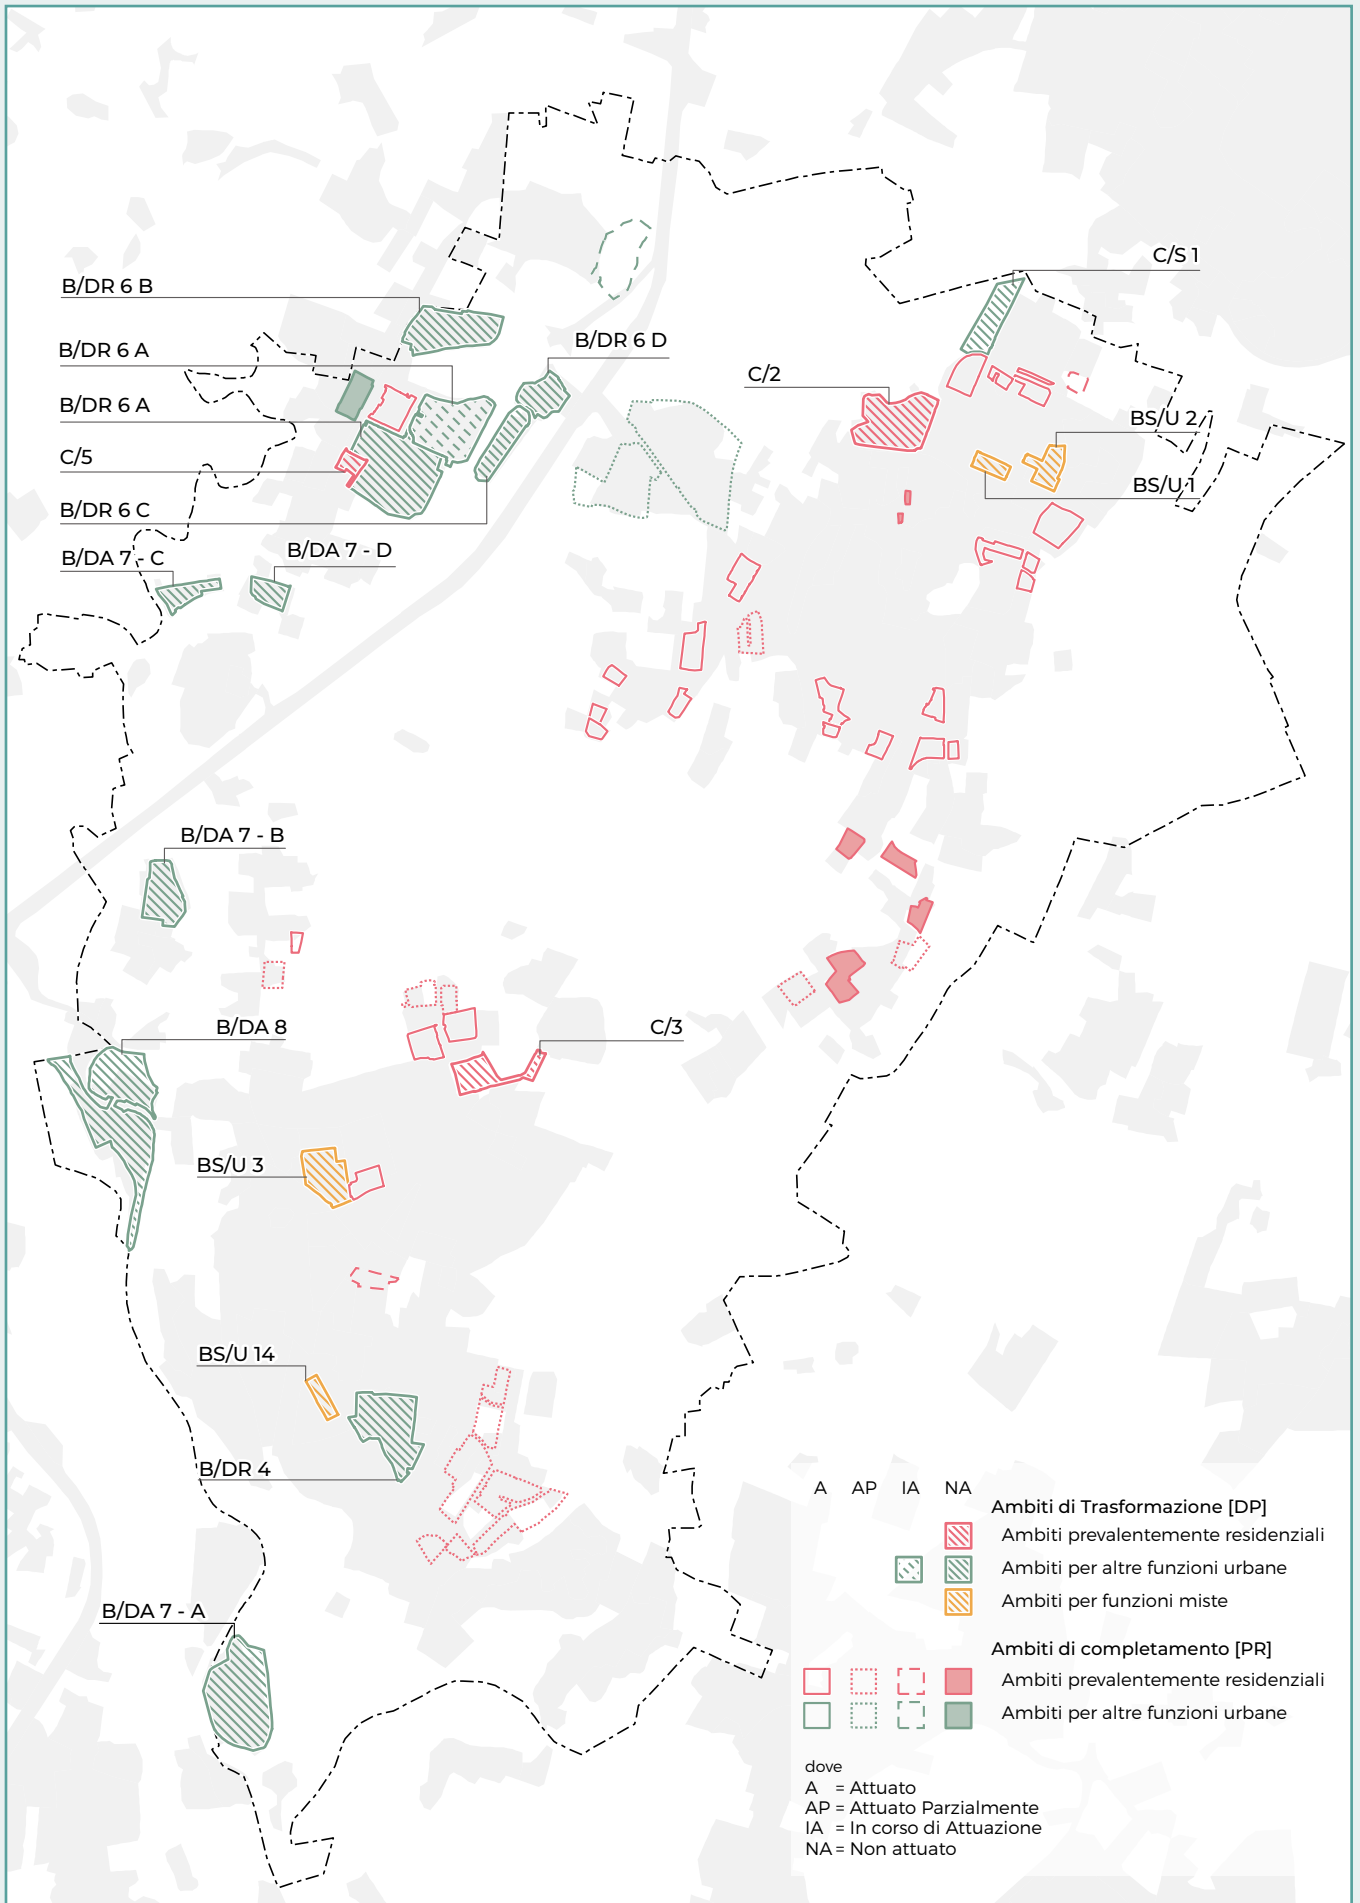 C/S 1
B/DR 6 B
B/DR 6 D
B/DR 6 A
C/2
B/DR 6 A
BS/U 2
C/5
BS/U 1
B/DR 6 C
B/DA 7 - D
B/DA 7 - C
B/DA 7 - B
B/DA 8
C/3
BS/U 3
BS/U 14
B/DR 4
B/DA 7 - A
A AP IA NA
Ambiti di Trasformazione [DP]
Ambiti prevalentemente residenziali
Ambiti per altre funzioni urbane
Ambiti per funzioni miste
Ambiti di completamento [PR]
Ambiti prevalentemente residenziali
Ambiti per altre funzioni urbane
dove
A = Attuato
AP = Attuato Parzialmente
IA = In corso di Attuazione
NA = Non attuato